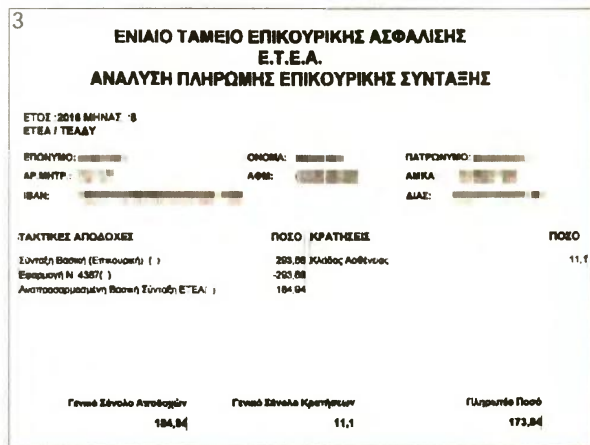 3
ΕΝΙΑΙΟ ΤΑΜΕΙΟ ΕΠΙΚΟΥΡΙΚΗΣ ΑΣΦΑΛΙΣΗΣ
Ε.Τ.Ε.Α.
ΑΝΑΛΥΣΗ ΠΛΗΡΩΜΗΣ ΕΠΙΚΟΥΡΙΚΗΣ ΣΥΝΤΑΞΗΣ
ΕΤΟΣ :2016 ΜΗΝΑΣ :8
ΕΤΕΑ / ΤΕΑΔΥ
ΕΠΩΝΥΜΟ: ΟΝΟΜΑ: ΠΑΤΡΩΝΥΜΟ:
ΑΡ.ΜΗΤΡ.: ΑΦΜ: ΑΜΚΑ
ΙΒΑΝ: ΔΙΑΣ:
ΤΑΚΤΙΚΕΣ ΑΠΟΔΟΧΕΣ ΠΟΣΟ ΚΡΑΤΗΣΕΙΣ ΠΟΣΟ
Σύνταξη Βασική (Επικουρική) ( ) 293,68 Κλάδος Ασθένειας 11,1
Εφαρμογή Ν. 4387( ) -293,68
Αναπροσαρμοσμένη Βασική Σύνταξη ΕΤΕΑ( ) 184,94
Γενικό Σύνολο Αποδοχών Γενικό Σύνολο Κρατήσεων Πληρωτέο Ποσό
184,94 11,1 173,84